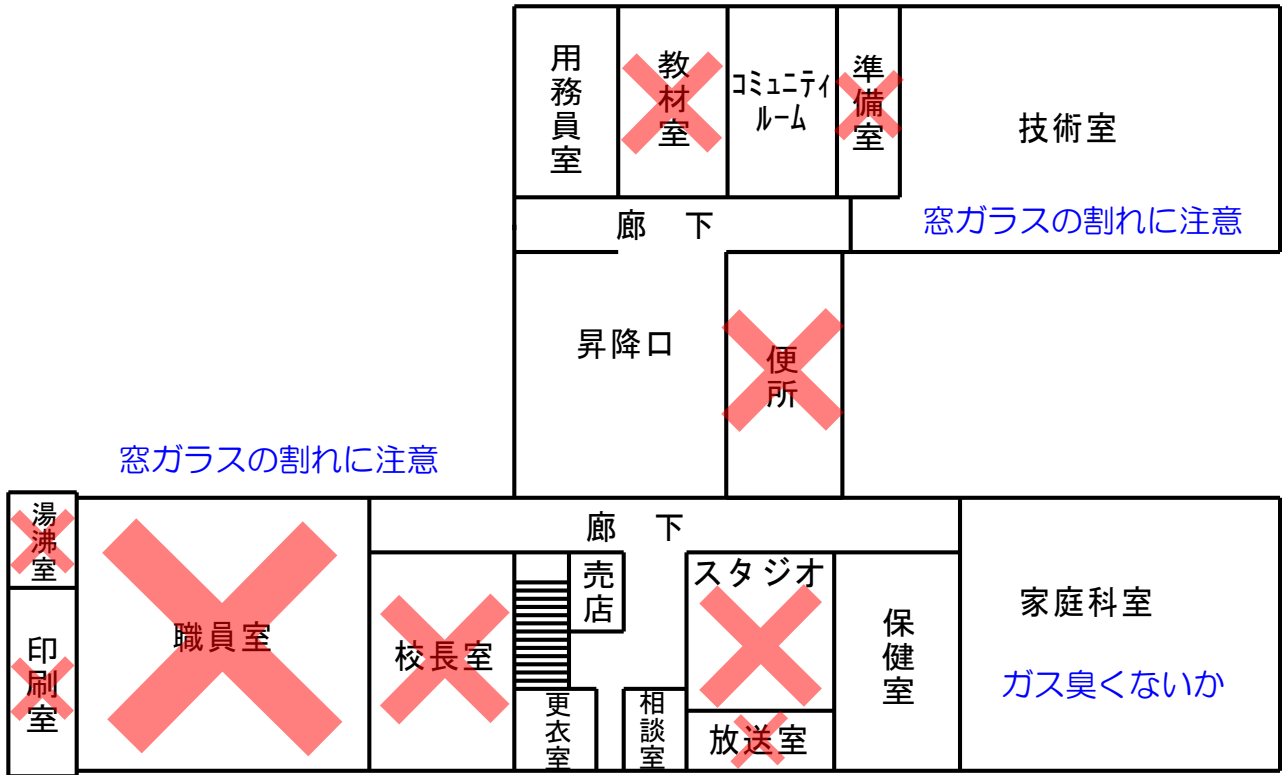 用務員室
教材室
コミュニティ
ルーム
準備室
技術室
窓ガラスの割れに注意
廊　下
昇降口
便所
窓ガラスの割れに注意
湯沸室
印刷室
職員室
廊　下
校長室
売店
更衣室
相談室
スタジオ
放送室
保健室
家庭科室
ガス臭くないか